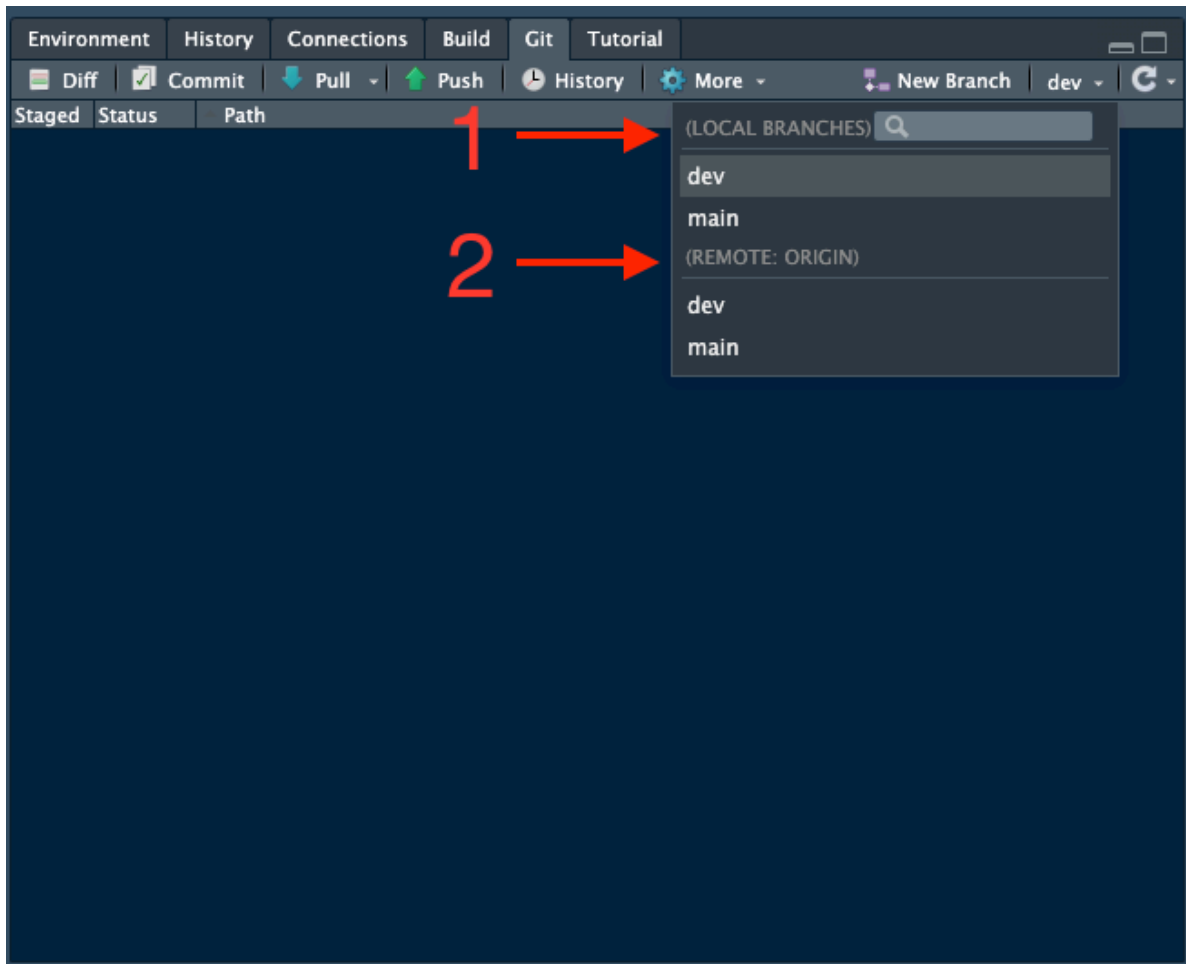 Environment History Connections Build Git Tutorial
Diff Commit Pull Push History More New Branch dev
Staged Status Path
1
(LOCAL BRANCHES)
dev
main
2
(REMOTE: ORIGIN)
dev
main